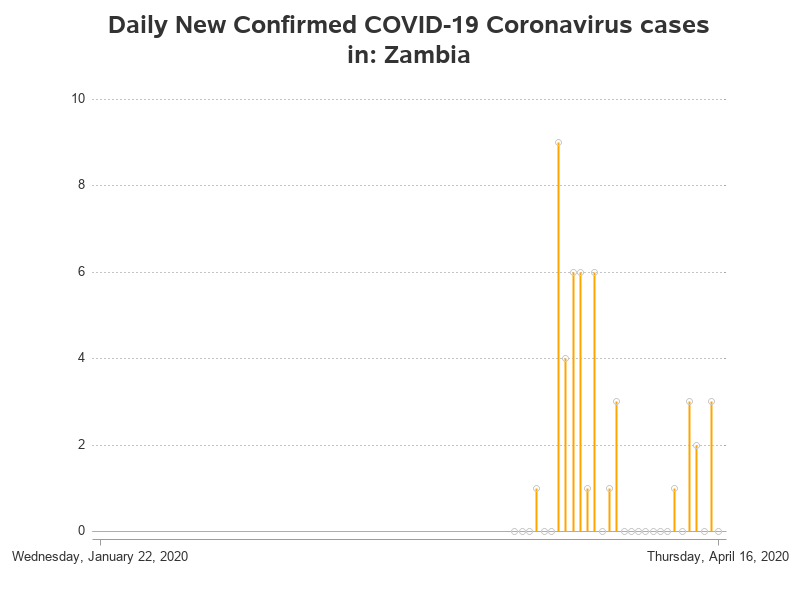 Daily New Confirmed COVID-19 Coronavirus cases
in: Zambia
10
8
6
4
2
0
Wednesday, January 22, 2020 Thursday, April 16, 2020